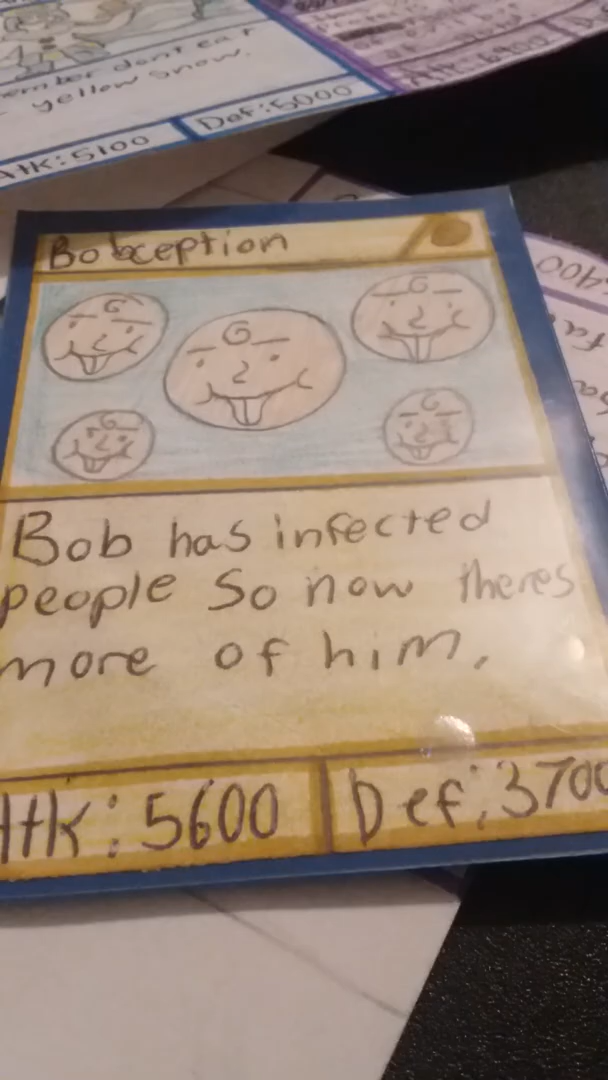 dont eat
yellow snow.
Atk:5100
Def:5000
Bobception
Bob has infected
people so now theres
more of him.
Atk:5600
Def:3700